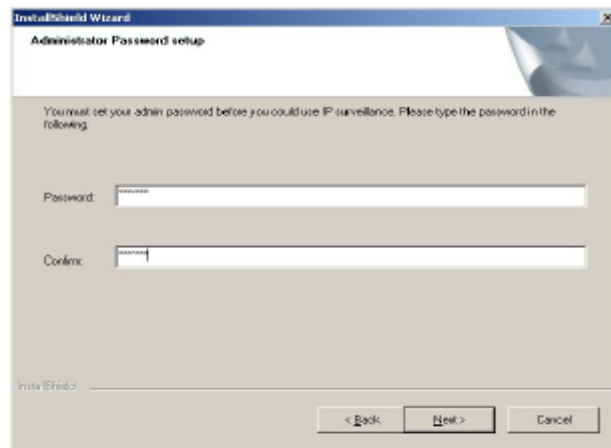 InstallShield Wizard
Administrator Password setup
You must set your admin password before you could use IP surveillance. Please type the password in the
following.
Password:
*******
Confirm:
*******
InstallShield
< Back
Next >
Cancel